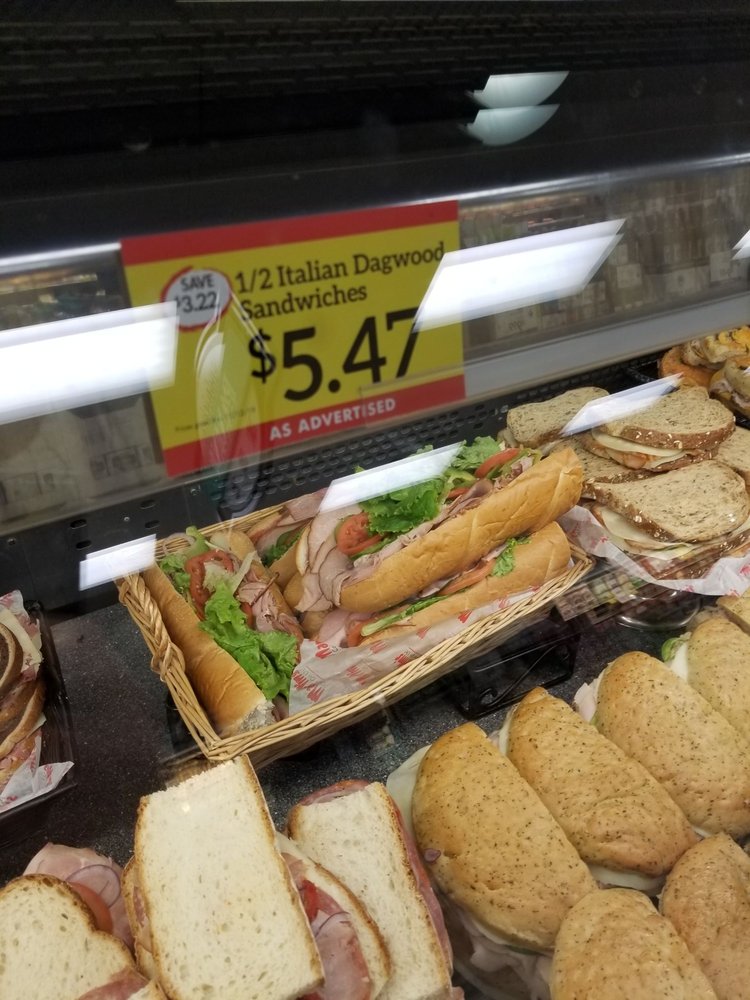 SAVE
$3.22
1/2 Italian Dagwood
Sandwiches
$5.47
AS ADVERTISED